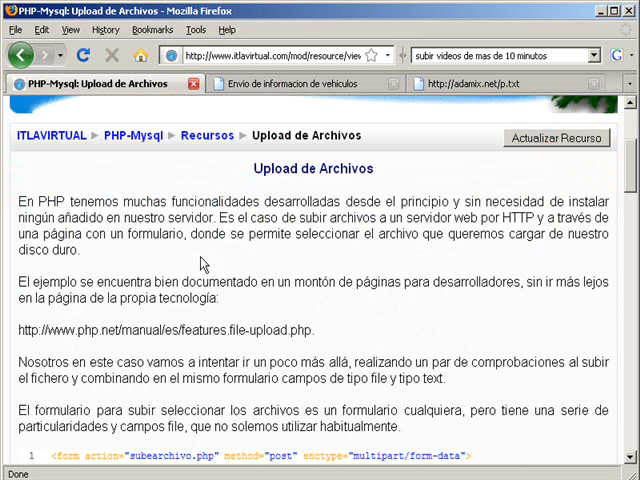 PHP-Mysql: Upload de Archivos - Mozilla Firefox
File Edit View History Bookmarks Tools Help
http://www.itlavirtual.com/mod/resource/view subir videos de mas de 10 minutos
PHP-Mysql: Upload de Archivos Envio de informacion de vehiculos http://adamix.net/p.txt
ITLAVIRTUAL ► PHP-Mysql ► Recursos ► Upload de Archivos Actualizar Recurso
Upload de Archivos
En PHP tenemos muchas funcionalidades desarrolladas desde el principio y sin necesidad de instalar
ningún añadido en nuestro servidor. Es el caso de subir archivos a un servidor web por HTTP y a través de
una página con un formulario, donde se permite seleccionar el archivo que queremos cargar de nuestro
disco duro.
El ejemplo se encuentra bien documentado en un montón de páginas para desarrolladores, sin ir más lejos
en la página de la propia tecnología:
http://www.php.net/manual/es/features.file-upload.php.
Nosotros en este caso vamos a intentar ir un poco más allá, realizando un par de comprobaciones al subir
el fichero y combinando en el mismo formulario campos de tipo file y tipo text.
El formulario para subir seleccionar los archivos es un formulario cualquiera, pero tiene una serie de
particularidades y campos file, que no solemos utilizar habitualmente.
1 <form action="subearchivo.php" method="post" enctype="multipart/form-data">
Done